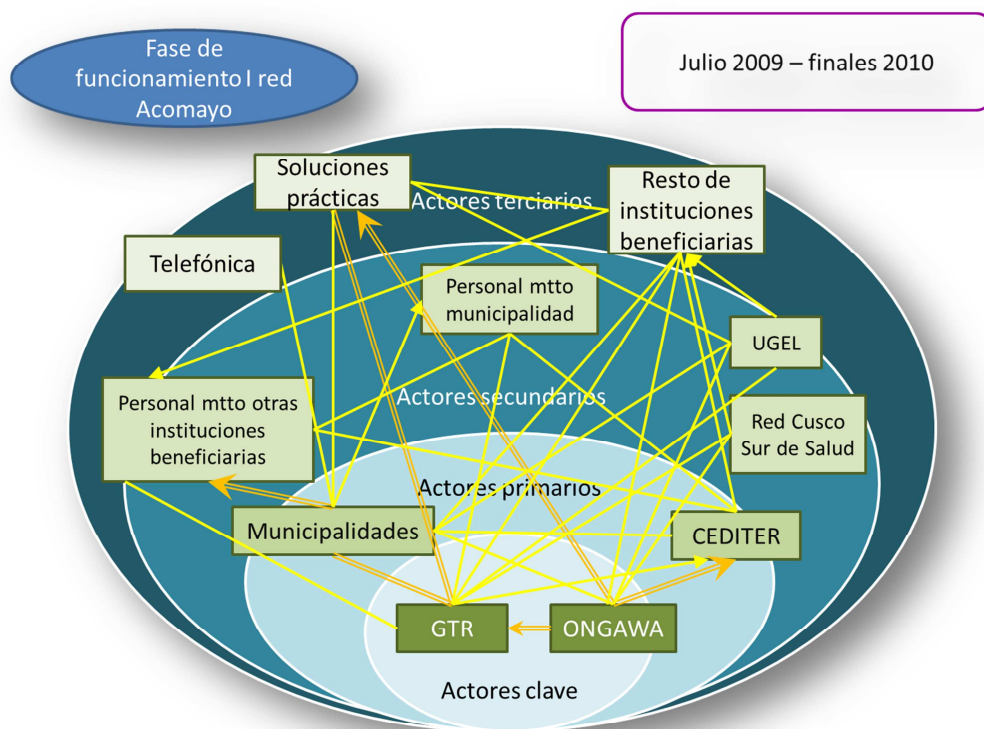 Fase de
funcionamiento I red
Acomayo
Julio 2009 – finales 2010
Soluciones
prácticas
Actores terciarios
Resto de
instituciones
beneficiarias
Telefónica
Personal mtto
municipalidad
UGEL
Personal mtto otras
instituciones
beneficiarias
Actores secundarios
Red Cusco
Sur de Salud
Actores primarios
Municipalidades
CEDITER
GTR
ONGAWA
Actores clave